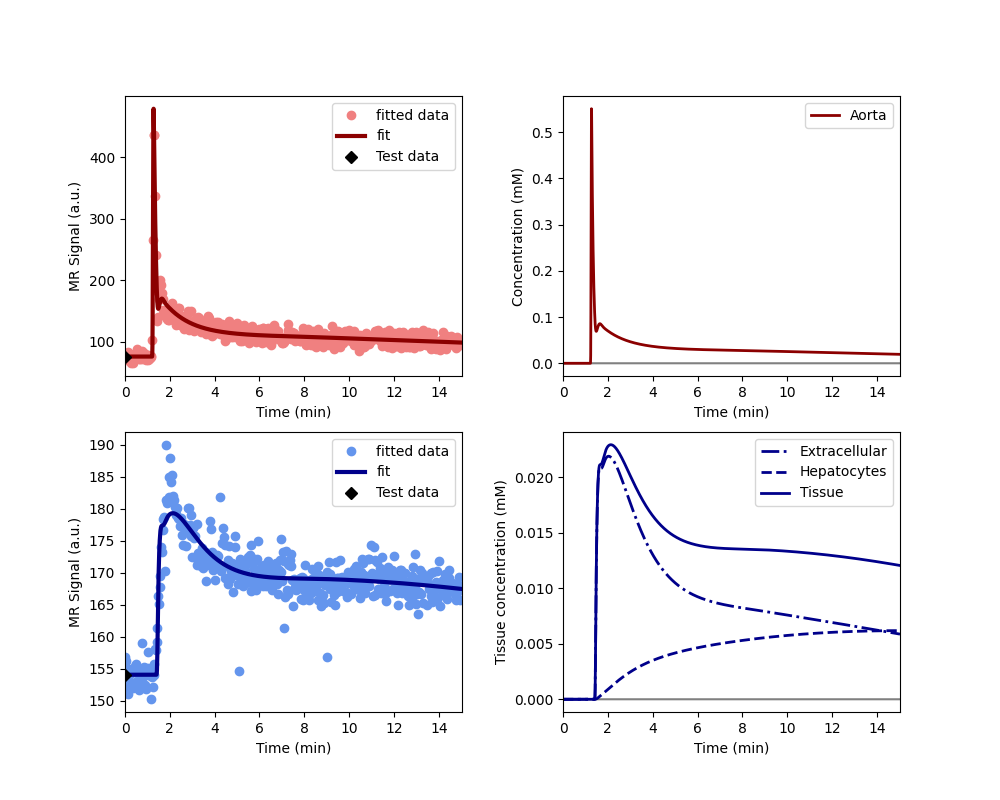 fitted data
fit
Test data
400
300
200
100
MR Signal (a.u.)
0 2 4 6 8 10 12 14
Time (min)
Aorta
0.5
0.4
0.3
0.2
0.1
0.0
Concentration (mM)
0 2 4 6 8 10 12 14
Time (min)
fitted data
fit
Test data
190
185
180
175
170
165
160
155
150
MR Signal (a.u.)
0 2 4 6 8 10 12 14
Time (min)
Extracellular
Hepatocytes
Tissue
0.020
0.015
0.010
0.005
0.000
Tissue concentration (mM)
0 2 4 6 8 10 12 14
Time (min)